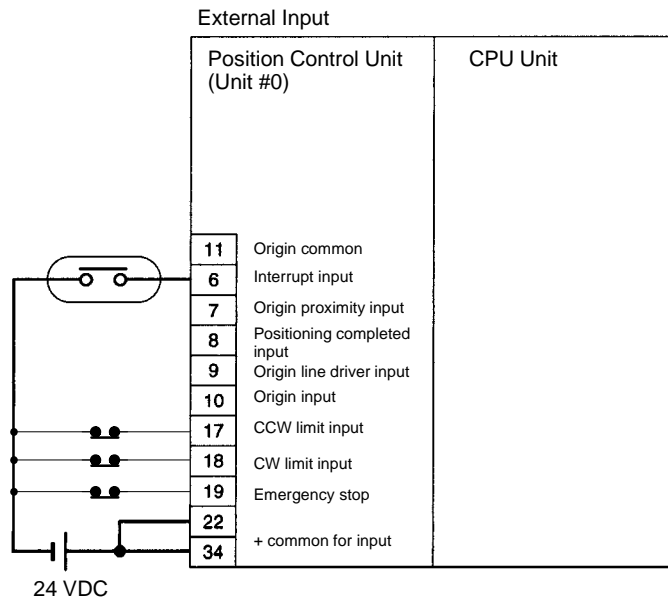 External Input
Position Control Unit
(Unit #0)
CPU Unit
11 Origin common
6 Interrupt input
7 Origin proximity input
8 Positioning completed
input
9 Origin line driver input
10 Origin input
17 CCW limit input
18 CW limit input
19 Emergency stop
22
+ common for input
34
24 VDC